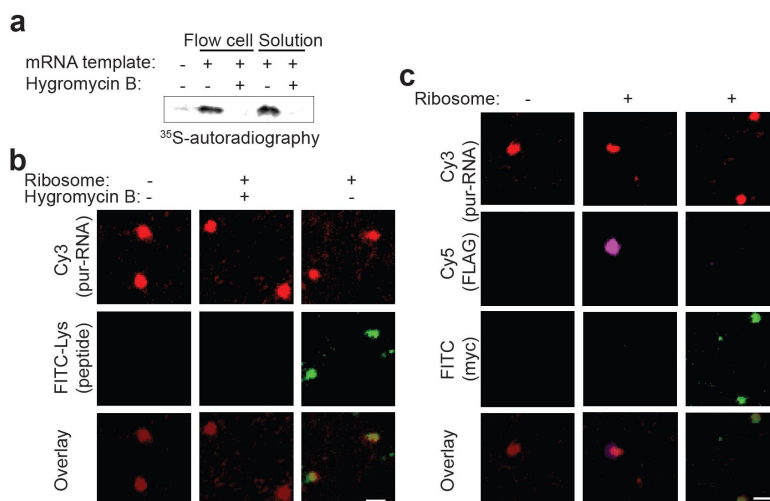 a
Flow cell Solution
mRNA template: - + + + +
Hygromycin B: - - + - +
35S-autoradiography
b
Ribosome: - + +
Hygromycin B: - + -
Cy3
(pur-RNA)
FITC-Lys
(peptide)
Overlay
c
Ribosome: - + +
Cy3
(pur-RNA)
Cy5
(FLAG)
FITC
(myc)
Overlay